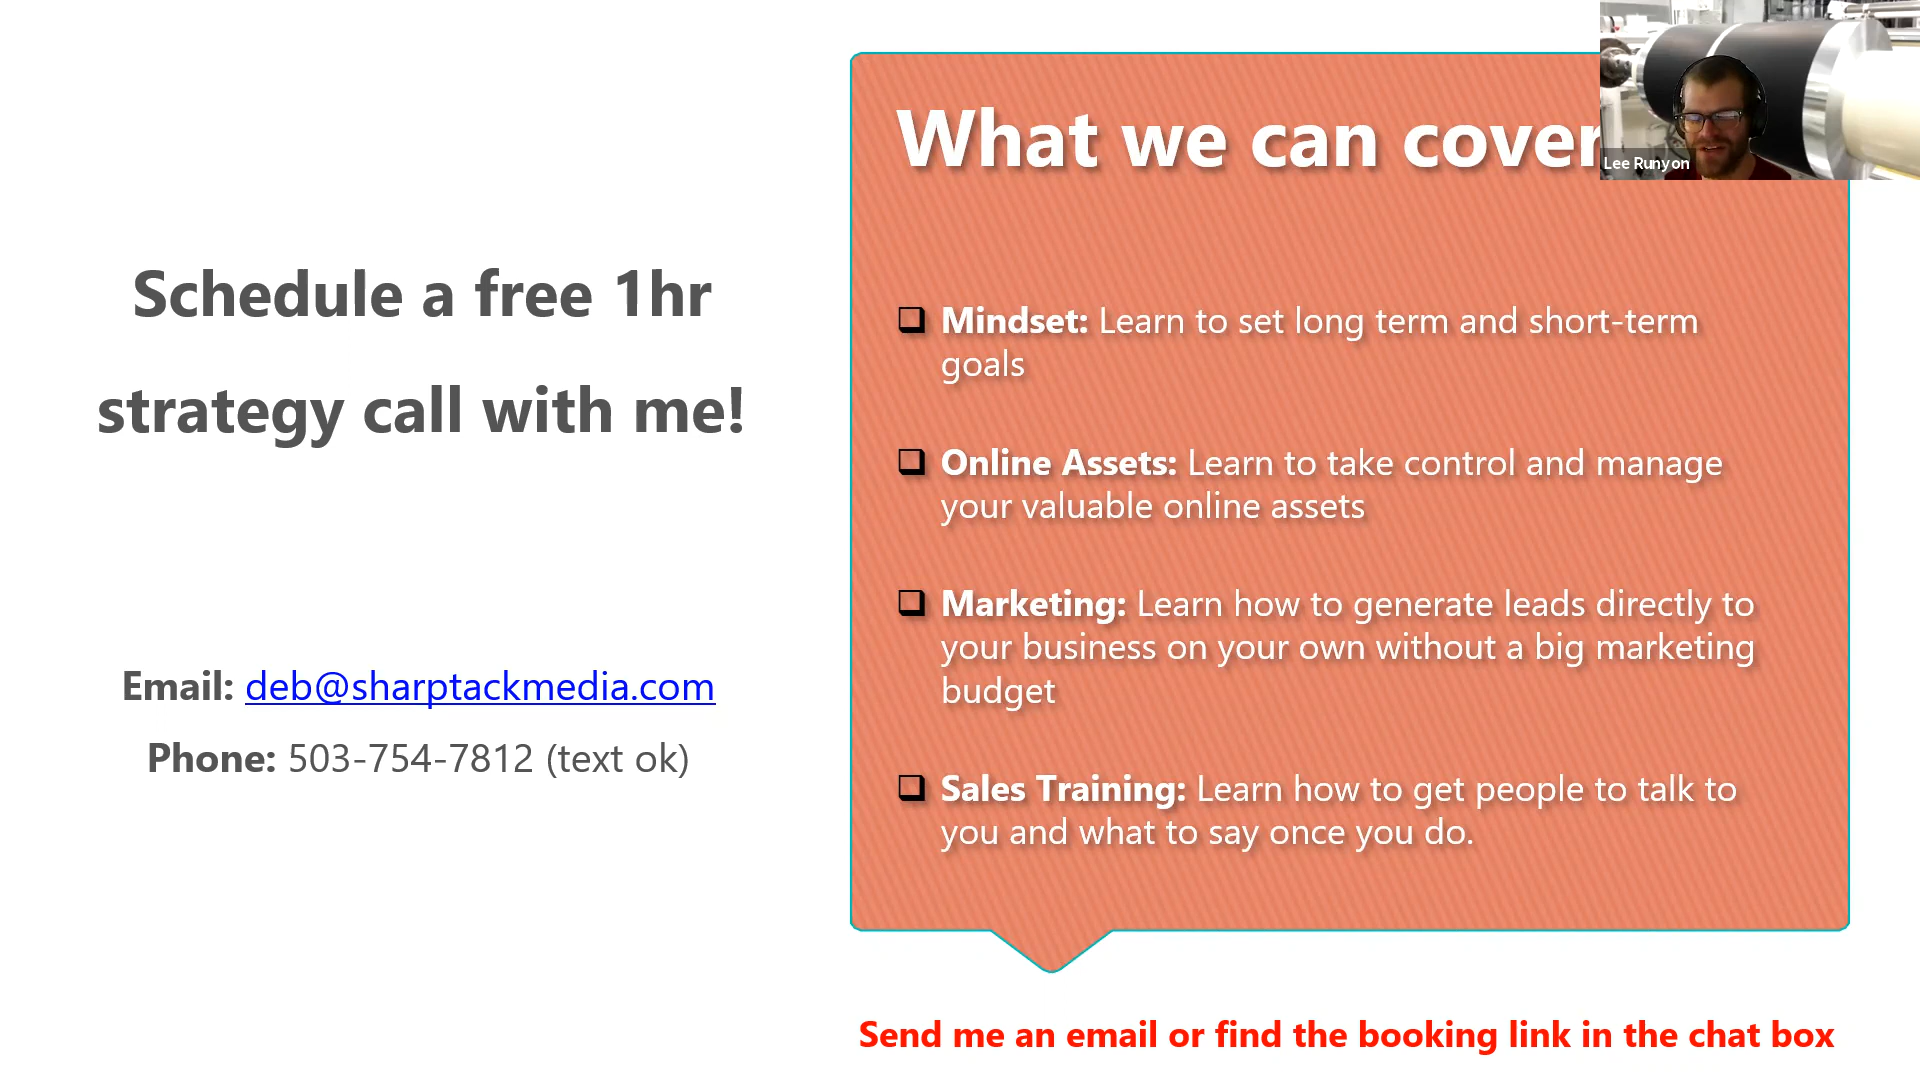 Schedule a free 1hr
strategy call with me!
Email: deb@sharptackmedia.com
Phone: 503-754-7812 (text ok)
What we can cover
Lee Runyon
Mindset: Learn to set long term and short-term
goals
Online Assets: Learn to take control and manage
your valuable online assets
Marketing: Learn how to generate leads directly to
your business on your own without a big marketing
budget
Sales Training: Learn how to get people to talk to
you and what to say once you do.
Send me an email or find the booking link in the chat box